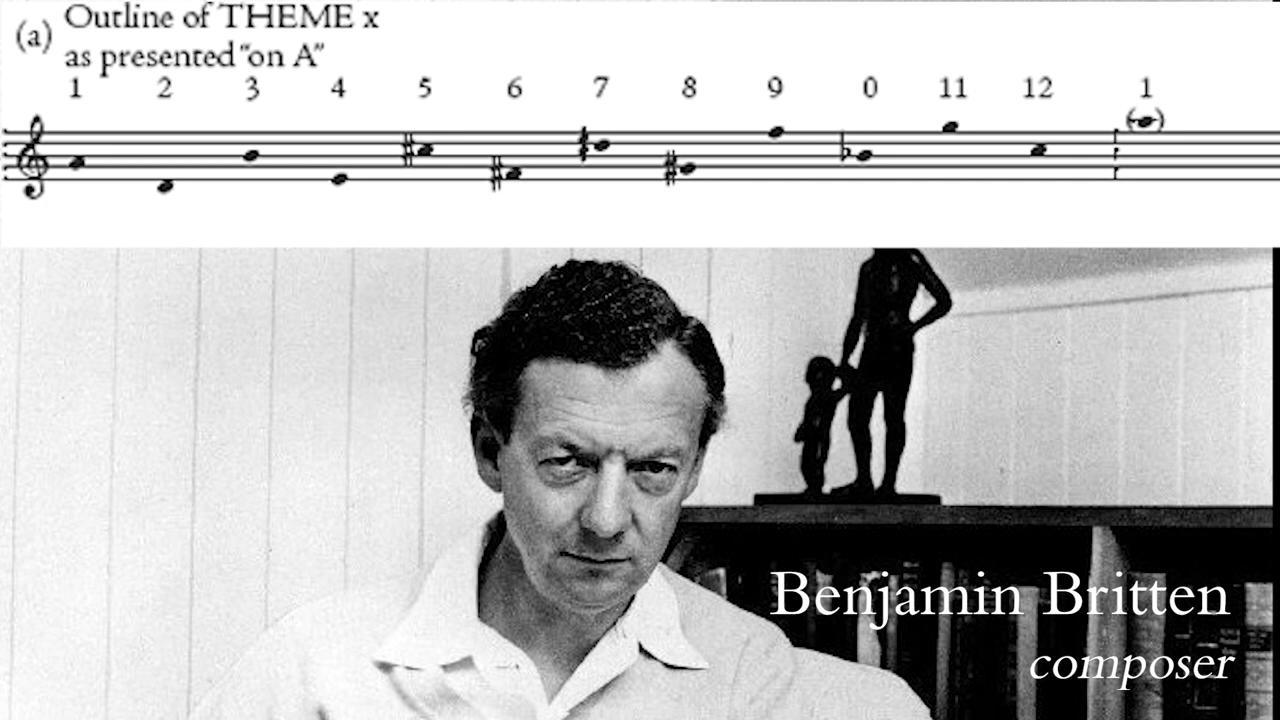 (a) Outline of THEME x
as presented "on A"
1 2 3 4 5 6 7 8 9 0 11 12 1
Benjamin Britten
composer